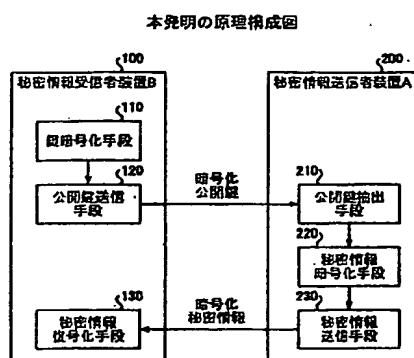 本発明の原理構成図
100
秘密情報受信者装置B
110
鍵暗号化手段
120
公開鍵送信
手段
130
秘密情報
復号化手段
暗号化
公開鍵
暗号化
秘密情報
200
秘密情報送信者装置A
210
公開鍵抽出
手段
220
秘密情報
暗号化手段
230
秘密情報
送信手段